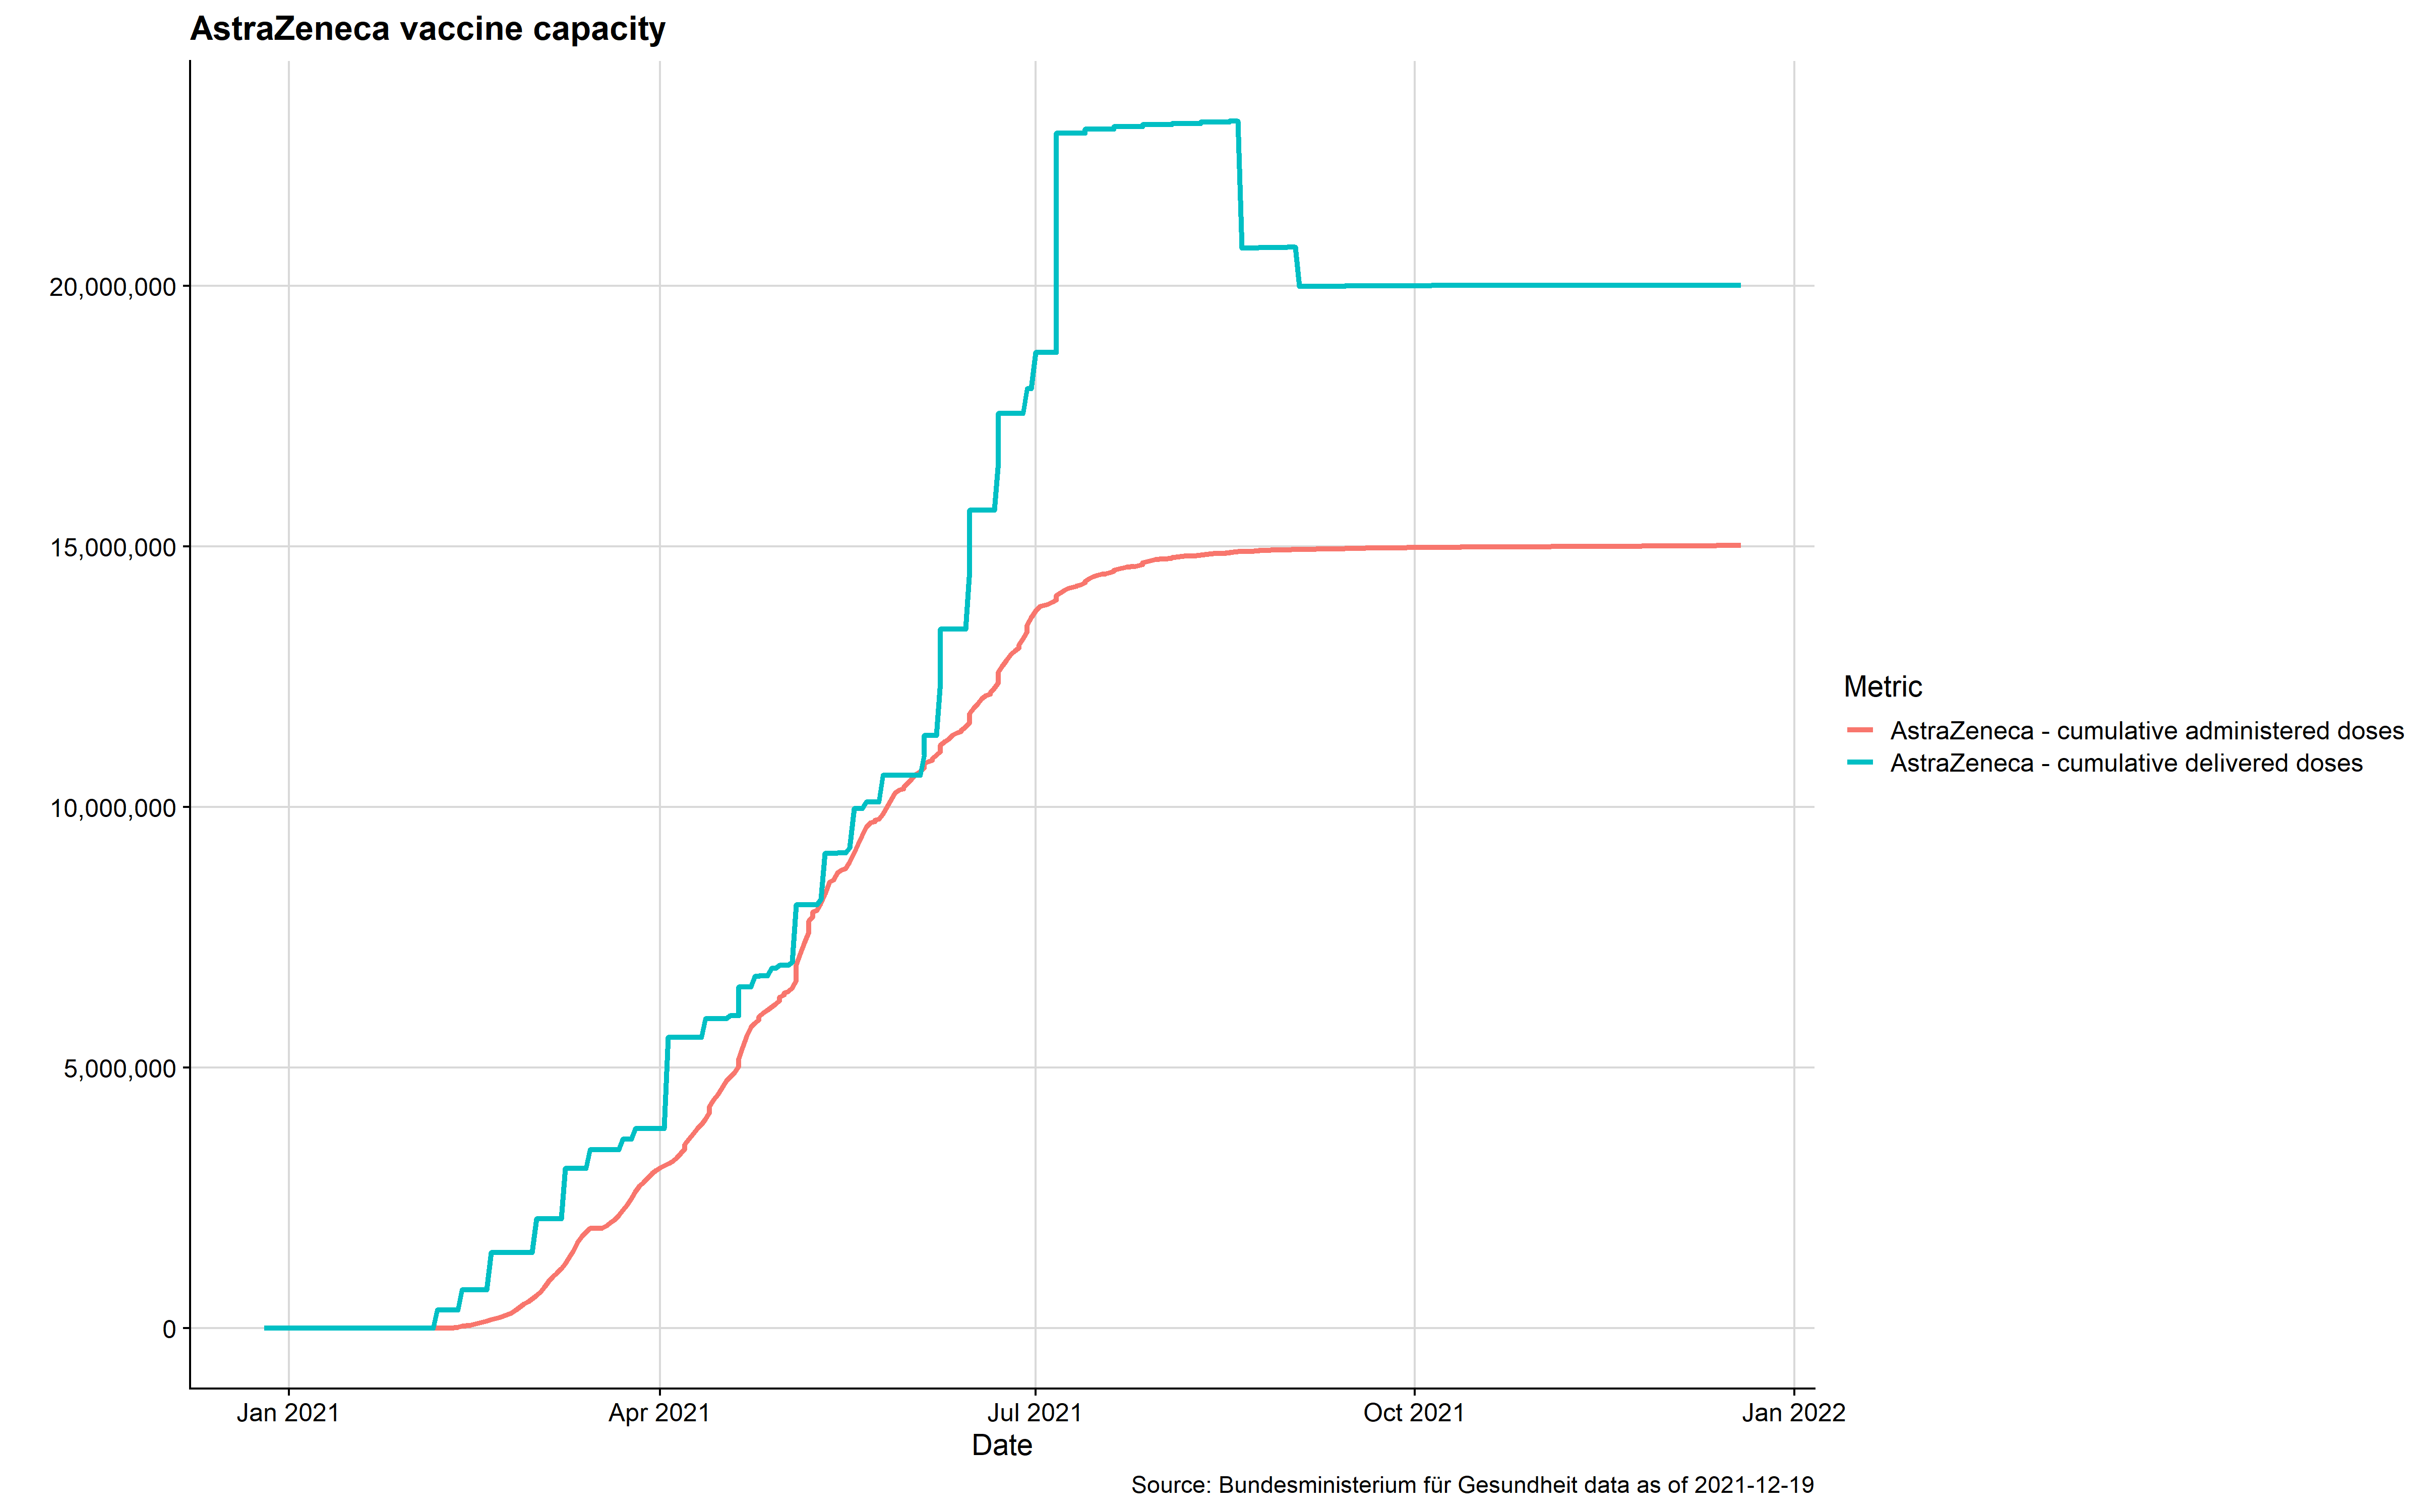 AstraZeneca vaccine capacity
20,000,000
15,000,000
10,000,000
5,000,000
0
Jan 2021 Apr 2021 Jul 2021 Oct 2021 Jan 2022
Date
Metric
AstraZeneca - cumulative administered doses
AstraZeneca - cumulative delivered doses
Source: Bundesministerium für Gesundheit data as of 2021-12-19